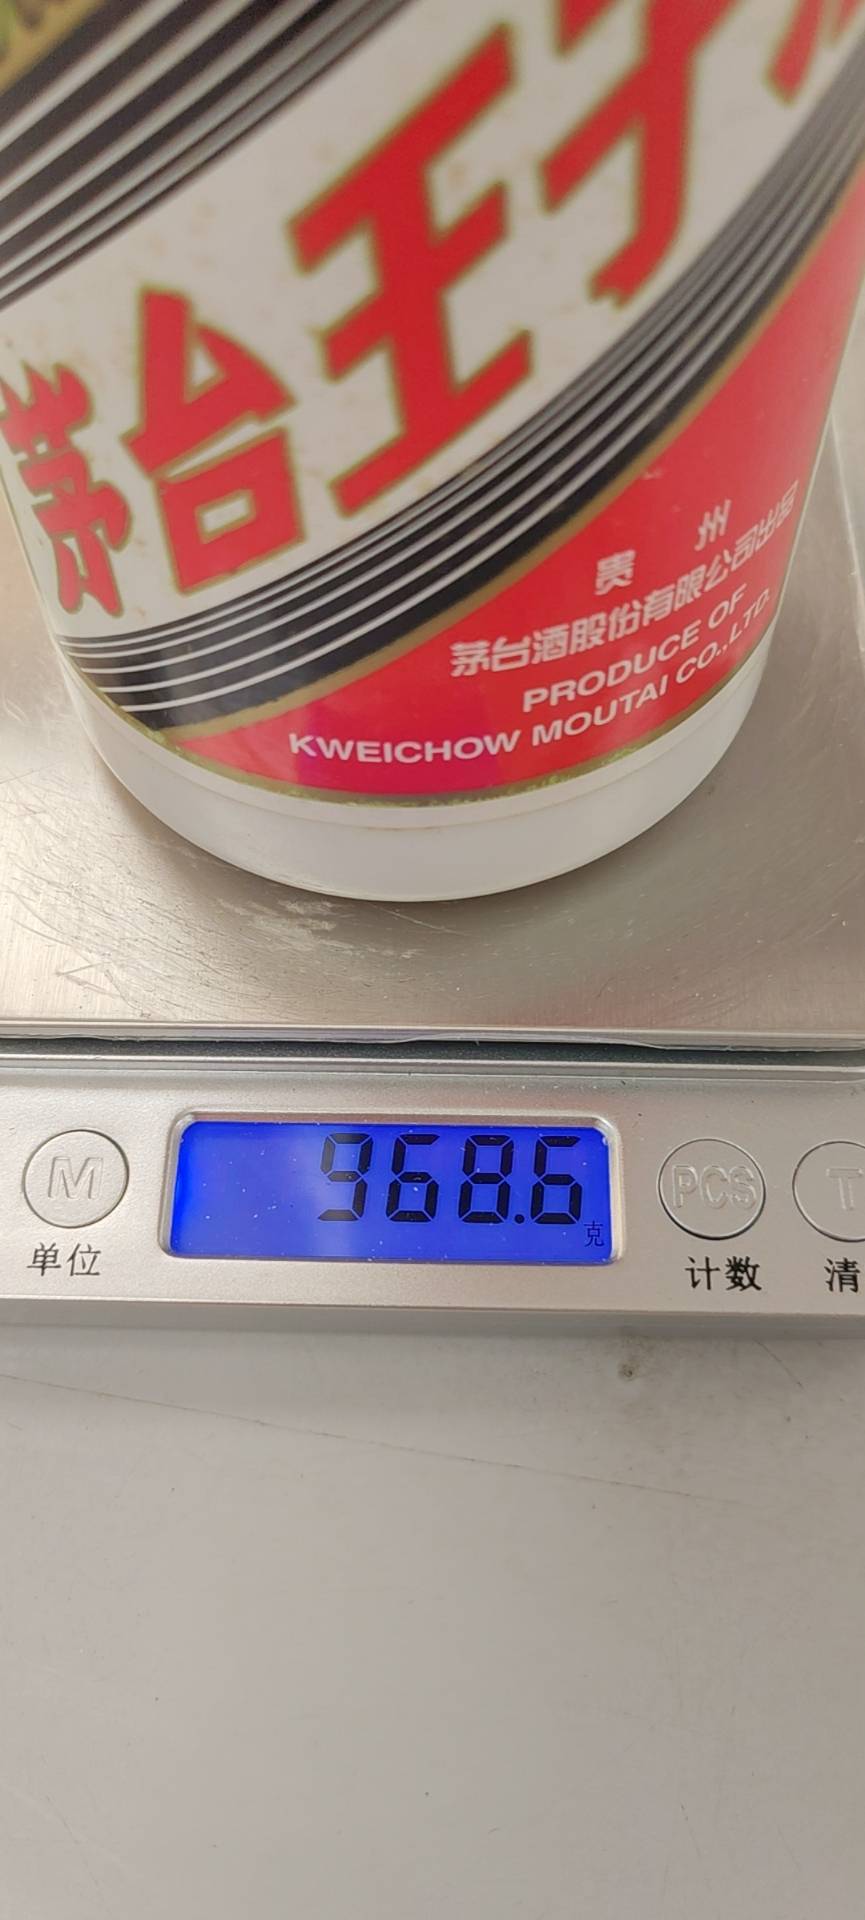 茅台王子
贵州
茅台酒股份有限公司出品
PRODUCE OF
KWEICHOW MOUTAI CO.,LTD.
968.6
克
M
PCS
T
单位
计数
清